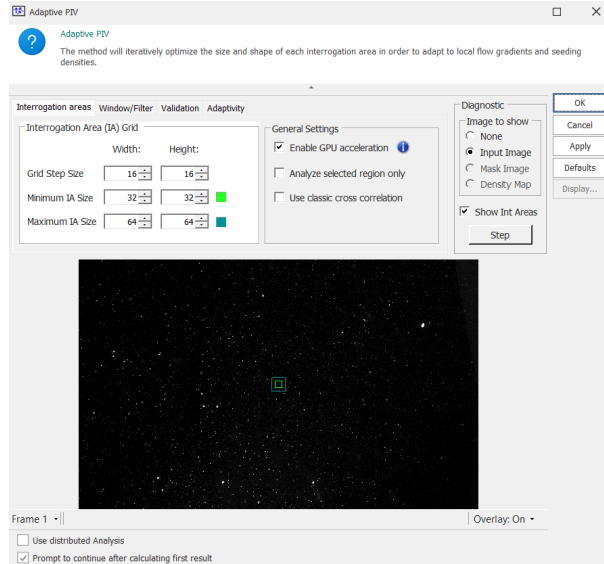 Adaptive PIV
Adaptive PIV
The method will iteratively optimize the size and shape of each interrogation area in order to adapt to local flow gradients and seeding
densities.
Interrogation areas Window/Filter Validation Adaptivity
Interrogation Area (IA) Grid
Width: Height:
Grid Step Size 16 16
Minimum IA Size 32 32
Maximum IA Size 64 64
General Settings
Enable GPU acceleration
Analyze selected region only
Use classic cross correlation
Diagnostic
Image to show
None
Input Image
Mask Image
Density Map
Show Int Areas
Step
OK
Cancel
Apply
Defaults
Display...
Frame 1
Overlay: On
Use distributed Analysis
Prompt to continue after calculating first result